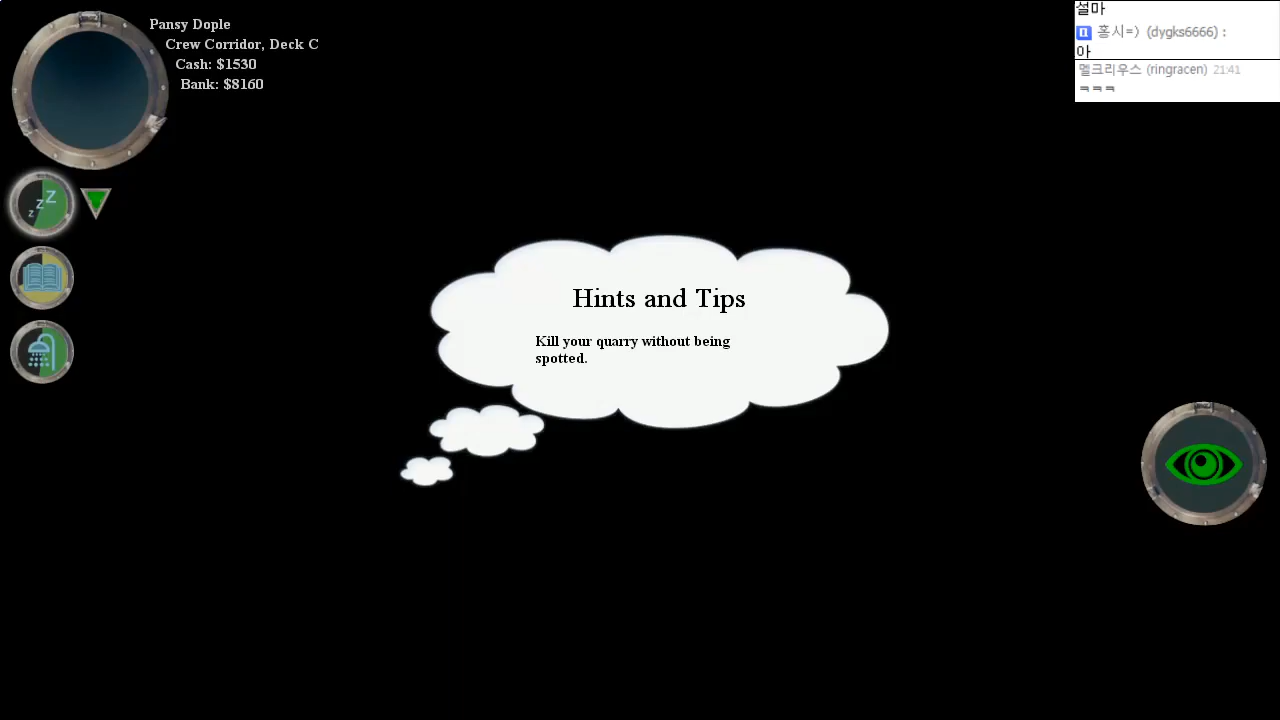 Pansy Dople
Crew Corridor, Deck C
Cash: $1530
Bank: $8160
설마
홍시=) (dygks6666) :
아
멜크리우스 (ringracen) 21:41
ㅋㅋㅋ
z z Z
Hints and Tips
Kill your quarry without being
spotted.